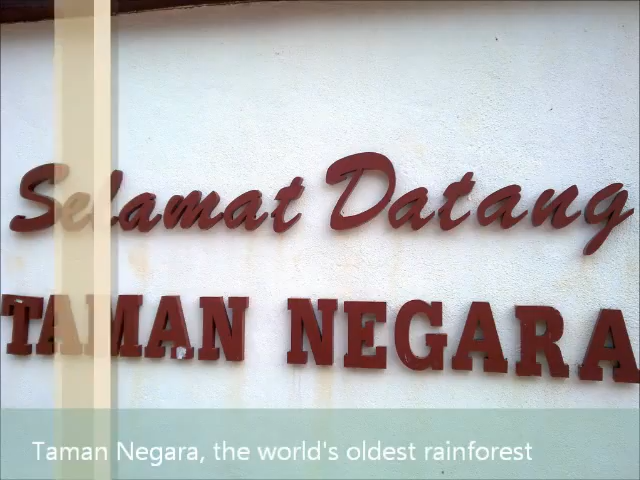 Selamat Datang
TAMAN NEGARA
Taman Negara, the world's oldest rainforest